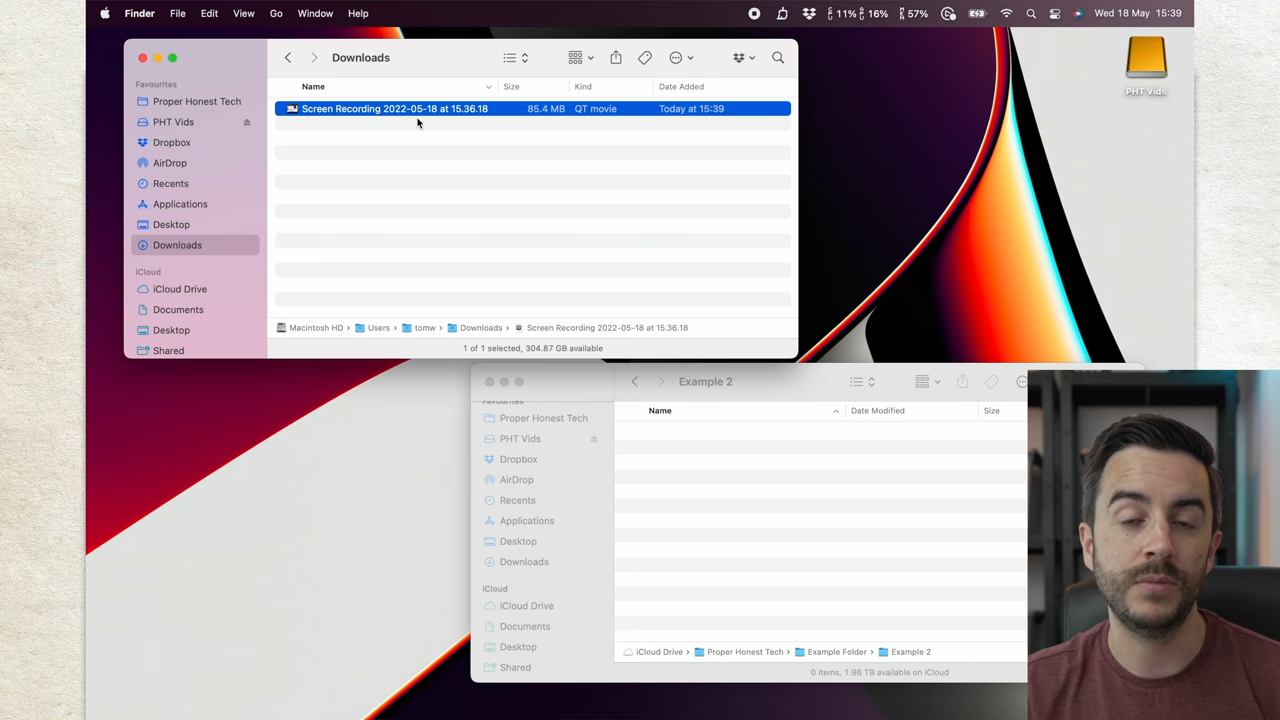 Finder File Edit View Go Window Help 11% 16% 57% Wed 18 May 15:39
Downloads
Favourites
Proper Honest Tech
PHT Vids
Dropbox
AirDrop
Recents
Applications
Desktop
Downloads
iCloud
iCloud Drive
Documents
Desktop
Shared
Name Size Kind Date Added
Screen Recording 2022-05-18 at 15.36.18 85.4 MB QT movie Today at 15:39
Macintosh HD › Users › tomw › Downloads › Screen Recording 2022-05-18 at 15.36.18
1 of 1 selected, 304.87 GB available
PHT Vids
Example 2
Favourites
Proper Honest Tech
PHT Vids
Dropbox
AirDrop
Recents
Applications
Desktop
Downloads
iCloud
iCloud Drive
Documents
Desktop
Shared
Name Date Modified Size
iCloud Drive › Proper Honest Tech › Example Folder › Example 2
0 items, 1.96 TB available on iCloud